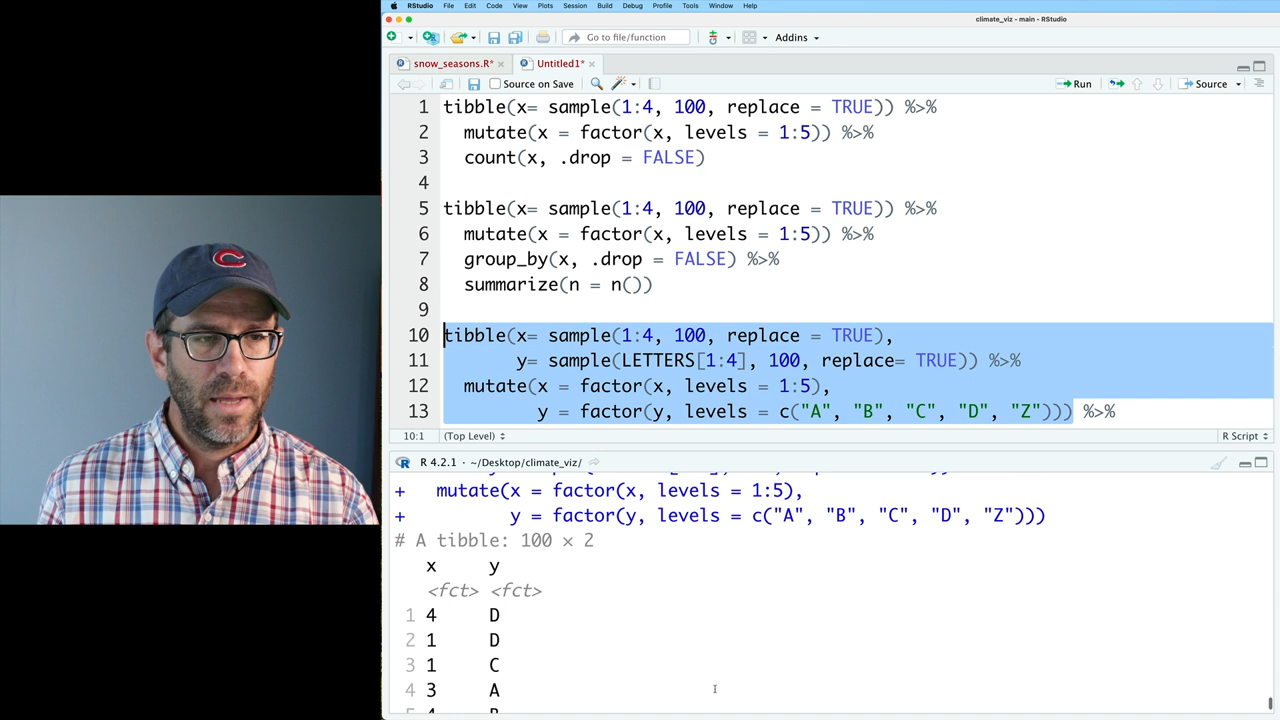 RStudio File Edit Code View Plots Session Build Debug Profile Tools Window Help
climate_viz - main - RStudio
Go to file/function Addins
snow_seasons.R* Untitled1*
Source on Save Run Source
1 tibble(x= sample(1:4, 100, replace = TRUE)) %>%
2 mutate(x = factor(x, levels = 1:5)) %>%
3 count(x, .drop = FALSE)
4
5 tibble(x= sample(1:4, 100, replace = TRUE)) %>%
6 mutate(x = factor(x, levels = 1:5)) %>%
7 group_by(x, .drop = FALSE) %>%
8 summarize(n = n())
9
10 tibble(x= sample(1:4, 100, replace = TRUE),
11 y= sample(LETTERS[1:4], 100, replace= TRUE)) %>%
12 mutate(x = factor(x, levels = 1:5),
13 y = factor(y, levels = c("A", "B", "C", "D", "Z"))) %>%
10:1 (Top Level) R Script
R 4.2.1 · ~/Desktop/climate_viz/
+ mutate(x = factor(x, levels = 1:5),
+ y = factor(y, levels = c("A", "B", "C", "D", "Z")))
# A tibble: 100 × 2
x y
<fct> <fct>
1 4 D
2 1 D
3 1 C
4 3 A